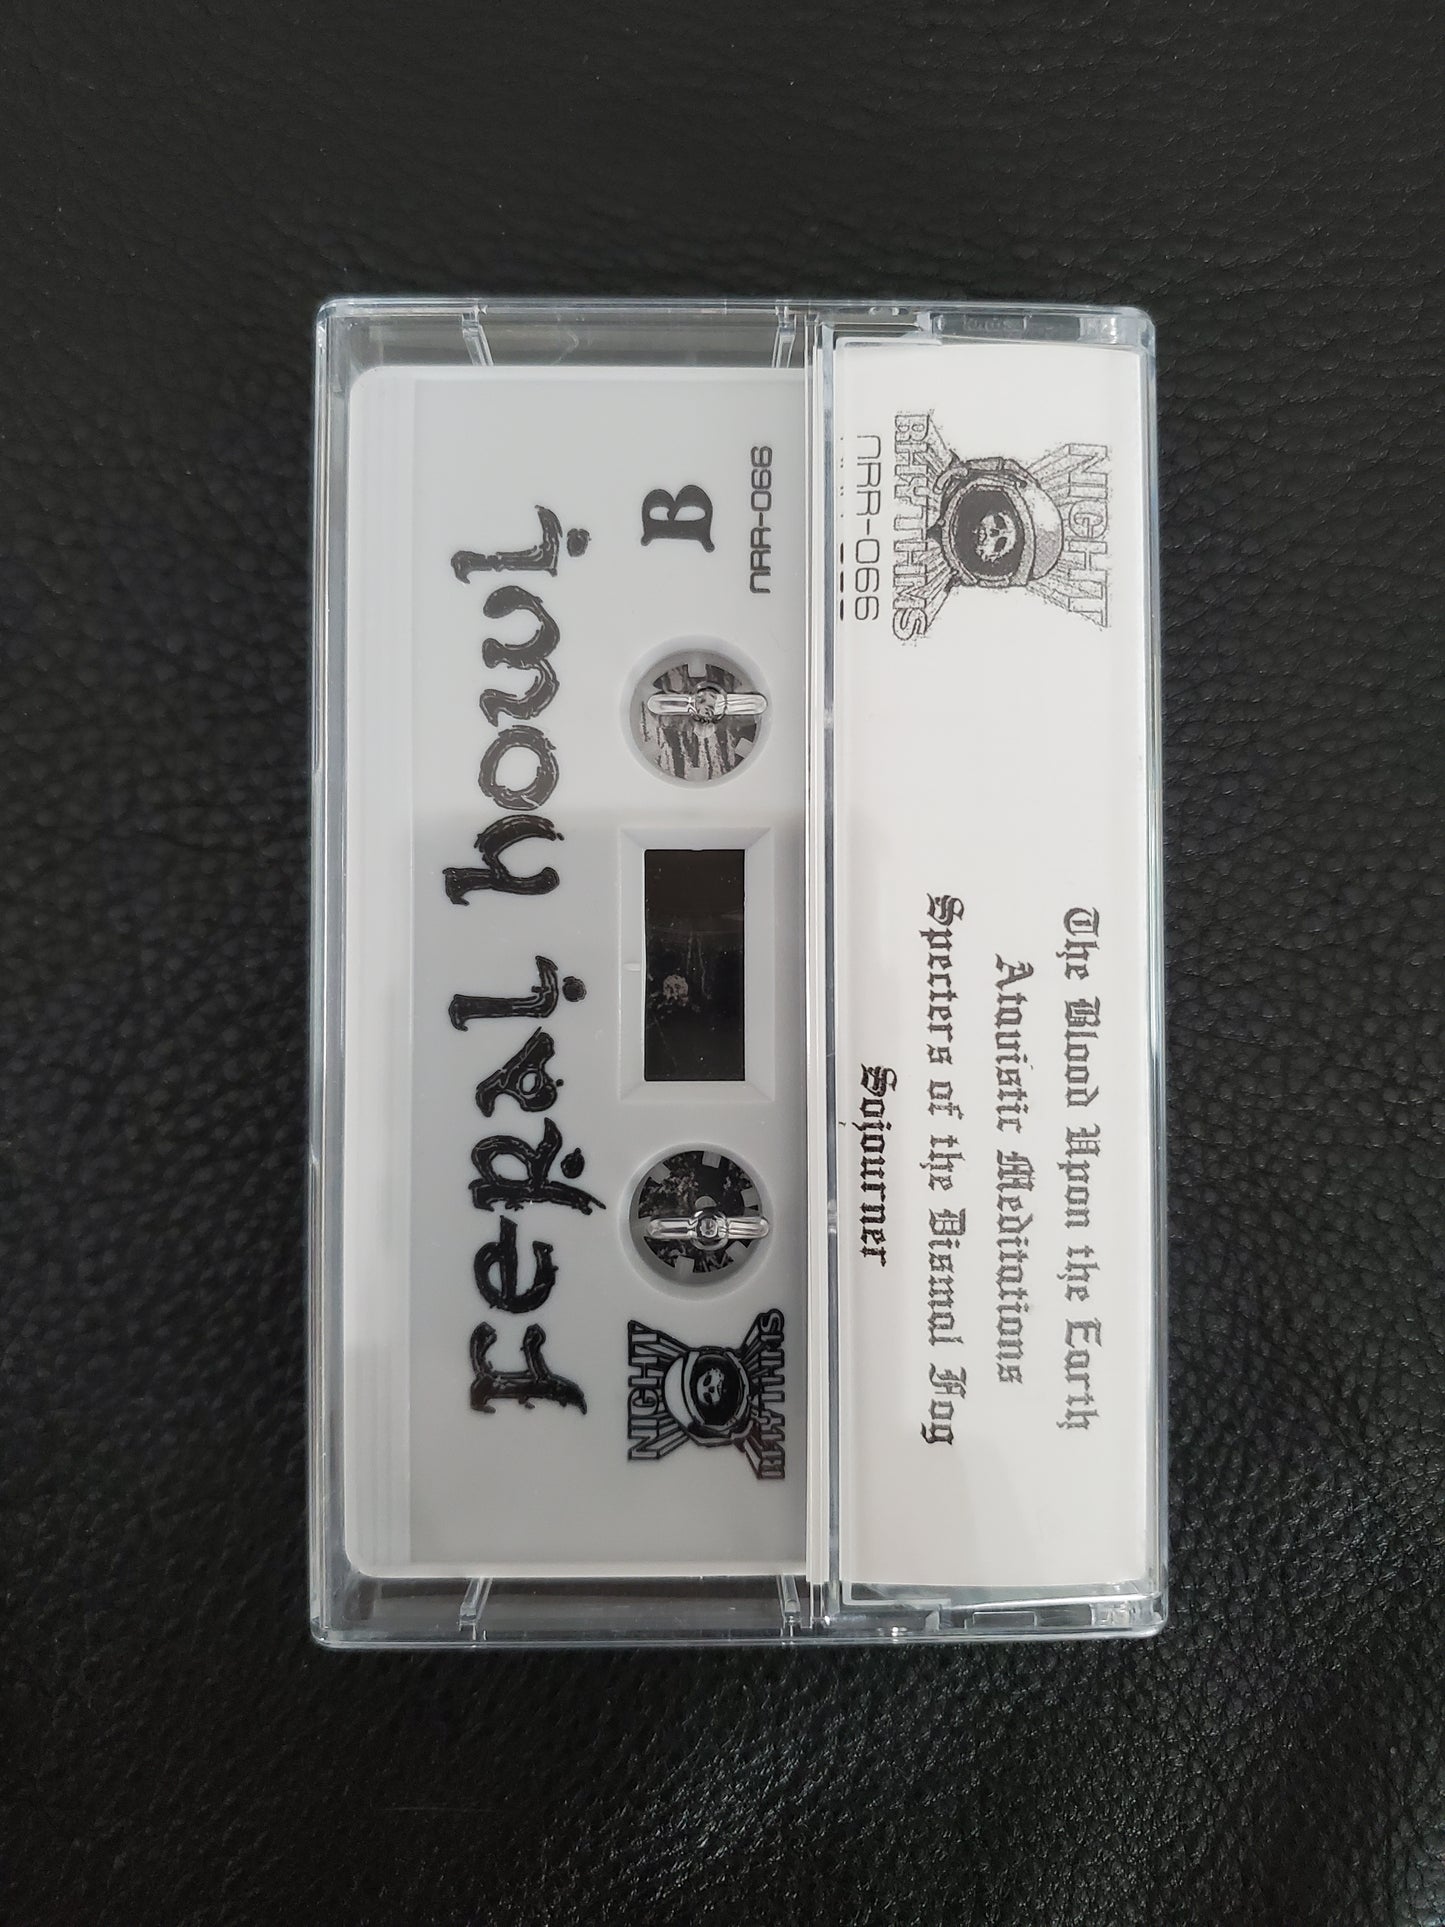 feRal howl
B
NRR-066
NIGHT
RHYTHMS
The Blood Upon the Earth
Atavistic Meditations
Specters of the Dismal Fog
Sojourner
NIGHT
RHYTHMS
NRR-066